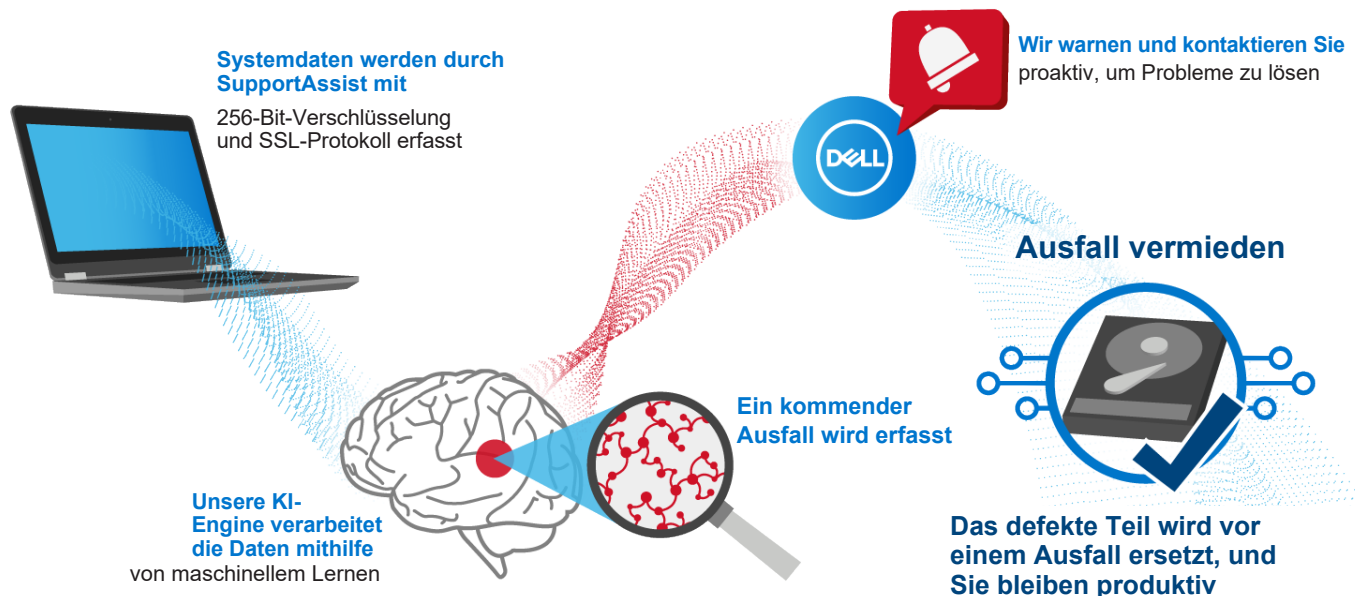 Systemdaten werden durch
SupportAssist mit
256-Bit-Verschlüsselung
und SSL-Protokoll erfasst
Unsere KI-
Engine verarbeitet
die Daten mithilfe
von maschinellem Lernen
Ein kommender
Ausfall wird erfasst
DELL
Wir warnen und kontaktieren Sie
proaktiv, um Probleme zu lösen
Ausfall vermieden
Das defekte Teil wird vor
einem Ausfall ersetzt, und
Sie bleiben produktiv